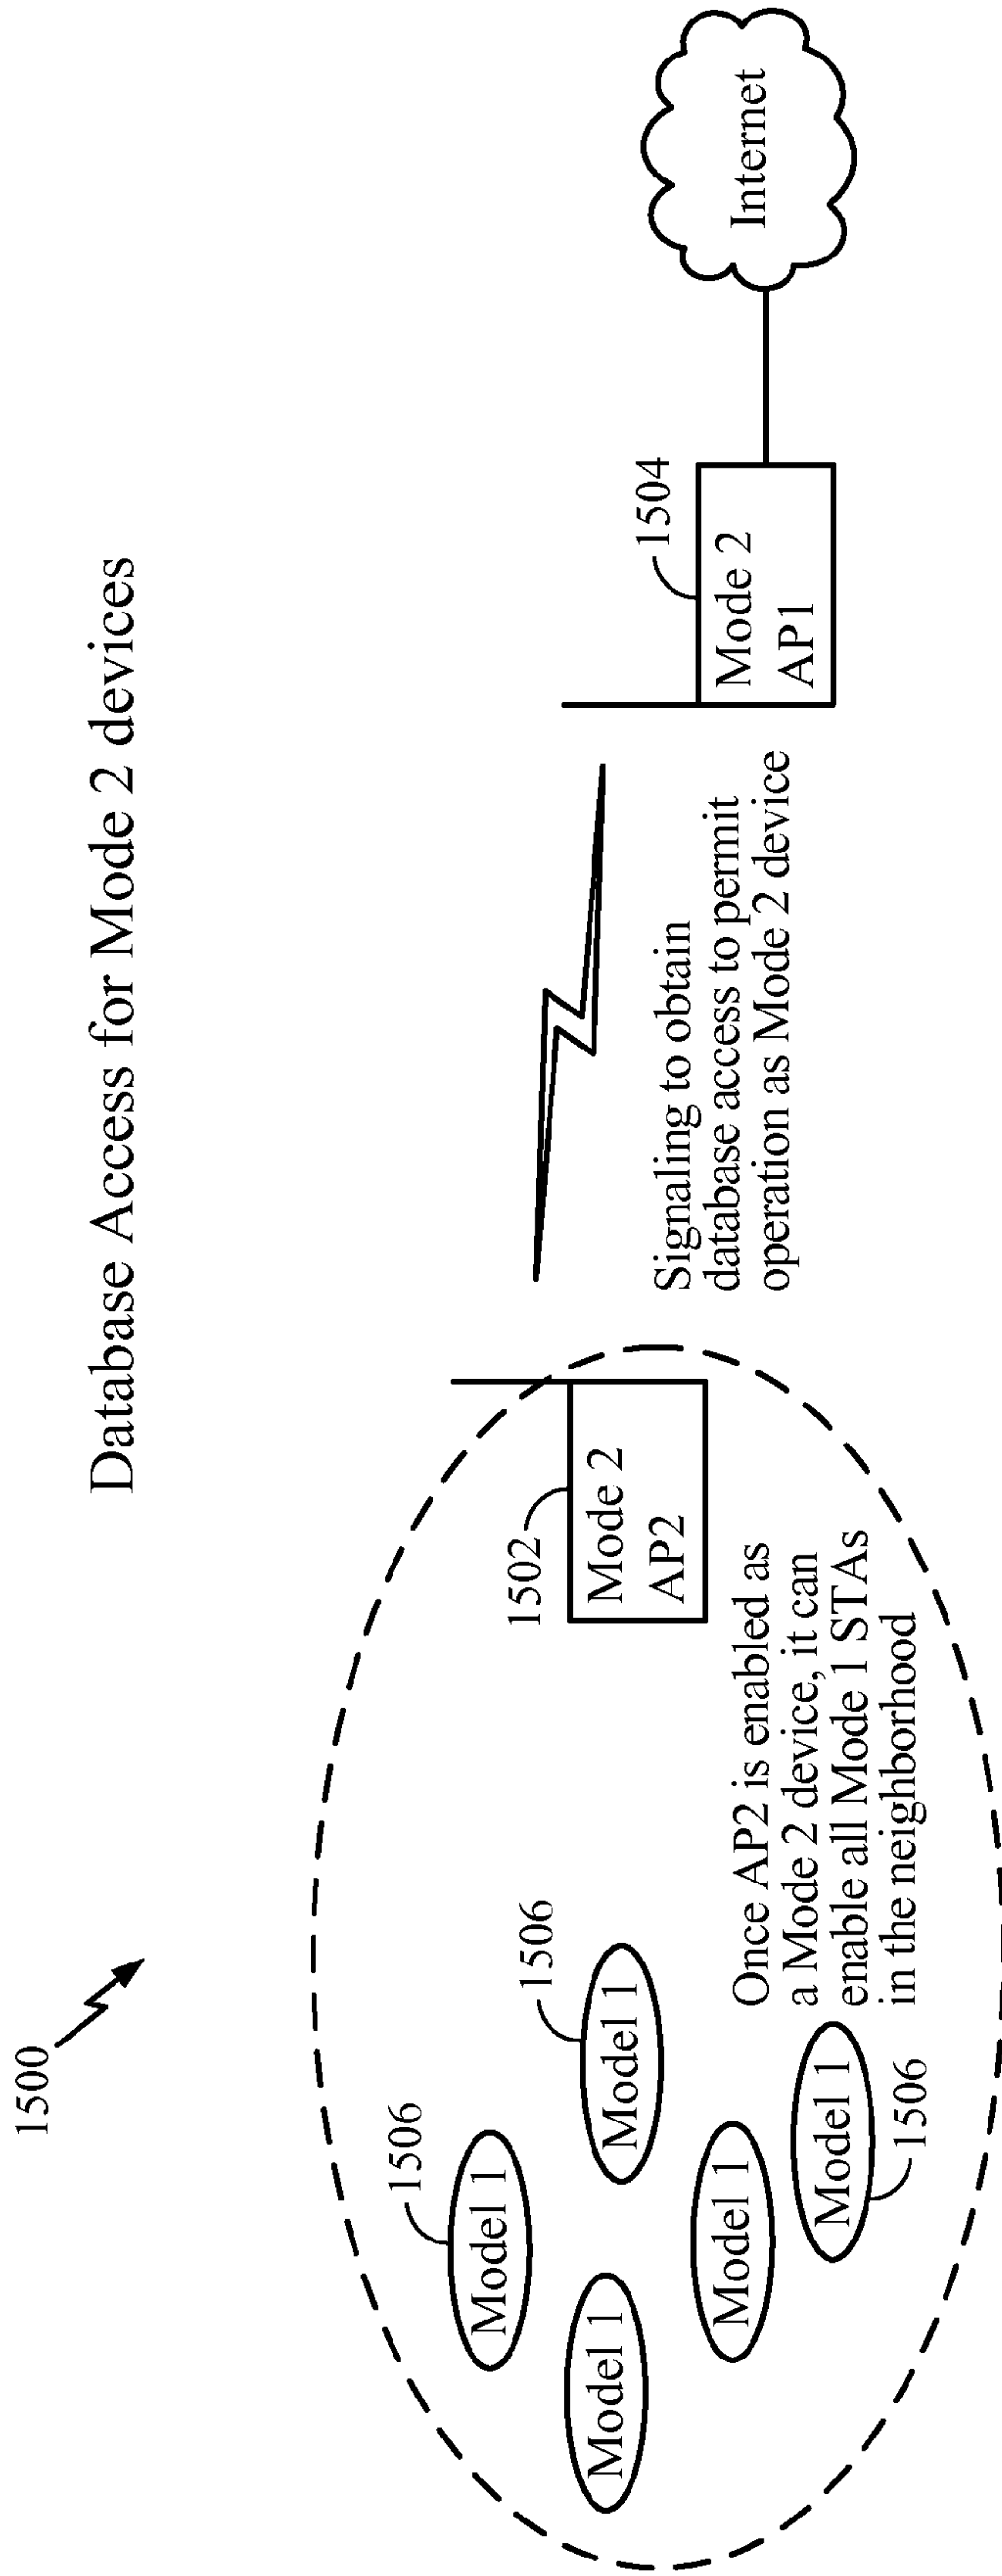 Database Access for Mode 2 devices
1500
1506
Model 1
Model 1
1506
Model 1
Model 1
Model 1
1506
1502
Mode 2
AP2
Once AP2 is enabled as
a Mode 2 device, it can
enable all Mode 1 STAs
in the neighborhood
Signaling to obtain
database access to permit
operation as Mode 2 device
1504
Mode 2
AP1
Internet